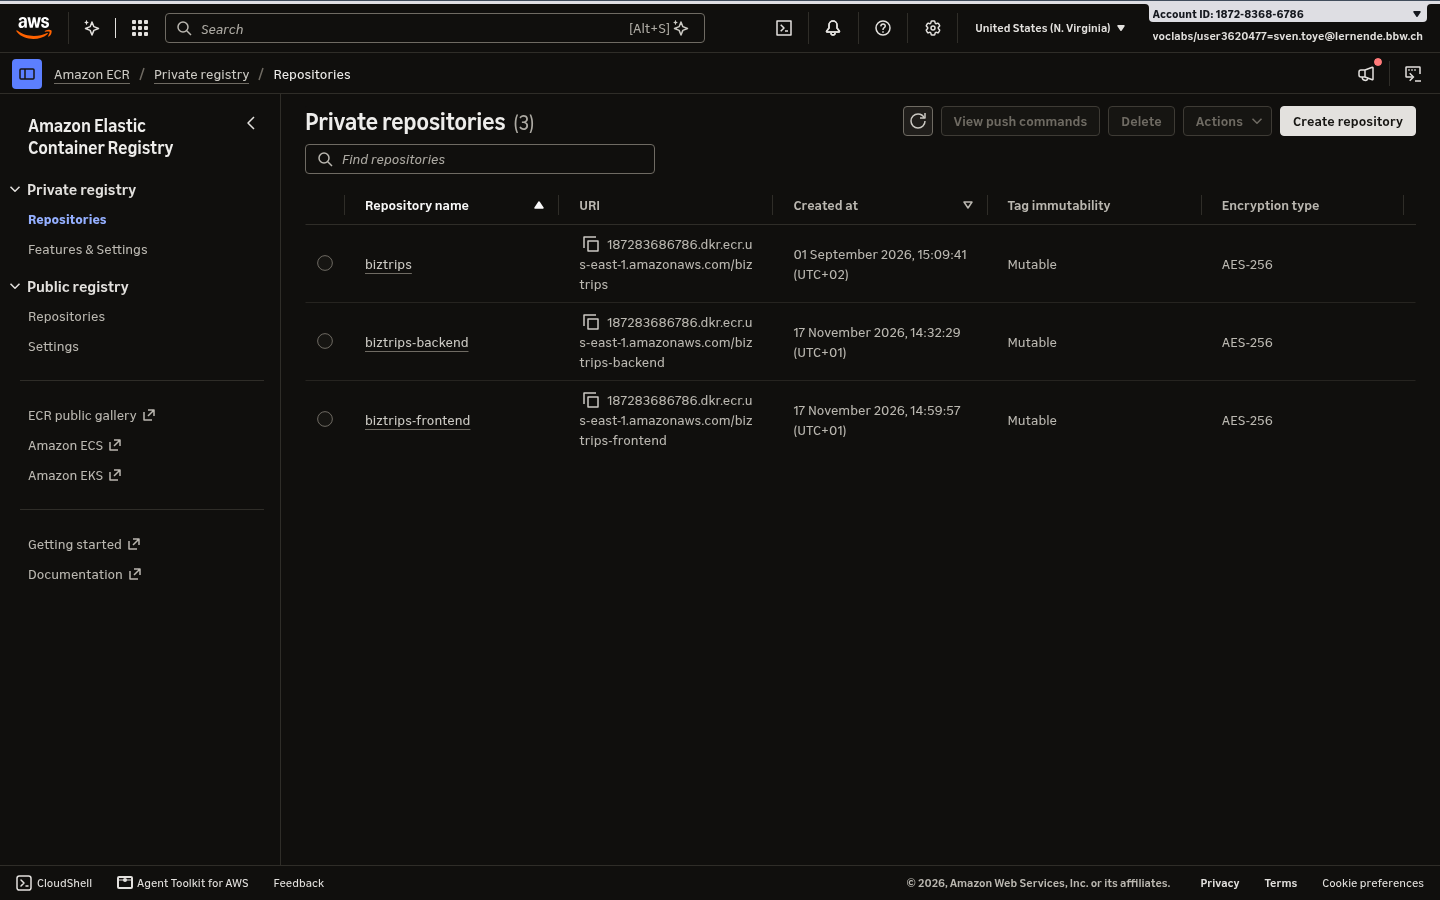 aws
Search
[Alt+S]
United States (N. Virginia)
Account ID: 1872-8368-6786
voclabs/user3620477=sven.toye@lernende.bbw.ch
Amazon ECR / Private registry / Repositories
Amazon Elastic
Container Registry
Private registry
Repositories
Features & Settings
Public registry
Repositories
Settings
ECR public gallery
Amazon ECS
Amazon EKS
Getting started
Documentation
Private repositories (3)
View push commands
Delete
Actions
Create repository
Find repositories
Repository name
URI
Created at
Tag immutability
Encryption type
biztrips
187283686786.dkr.ecr.u
s-east-1.amazonaws.com/biz
trips
01 September 2026, 15:09:41
(UTC+02)
Mutable
AES-256
biztrips-backend
187283686786.dkr.ecr.u
s-east-1.amazonaws.com/biz
trips-backend
17 November 2026, 14:32:29
(UTC+01)
Mutable
AES-256
biztrips-frontend
187283686786.dkr.ecr.u
s-east-1.amazonaws.com/biz
trips-frontend
17 November 2026, 14:59:57
(UTC+01)
Mutable
AES-256
CloudShell
Agent Toolkit for AWS
Feedback
© 2026, Amazon Web Services, Inc. or its affiliates.
Privacy
Terms
Cookie preferences